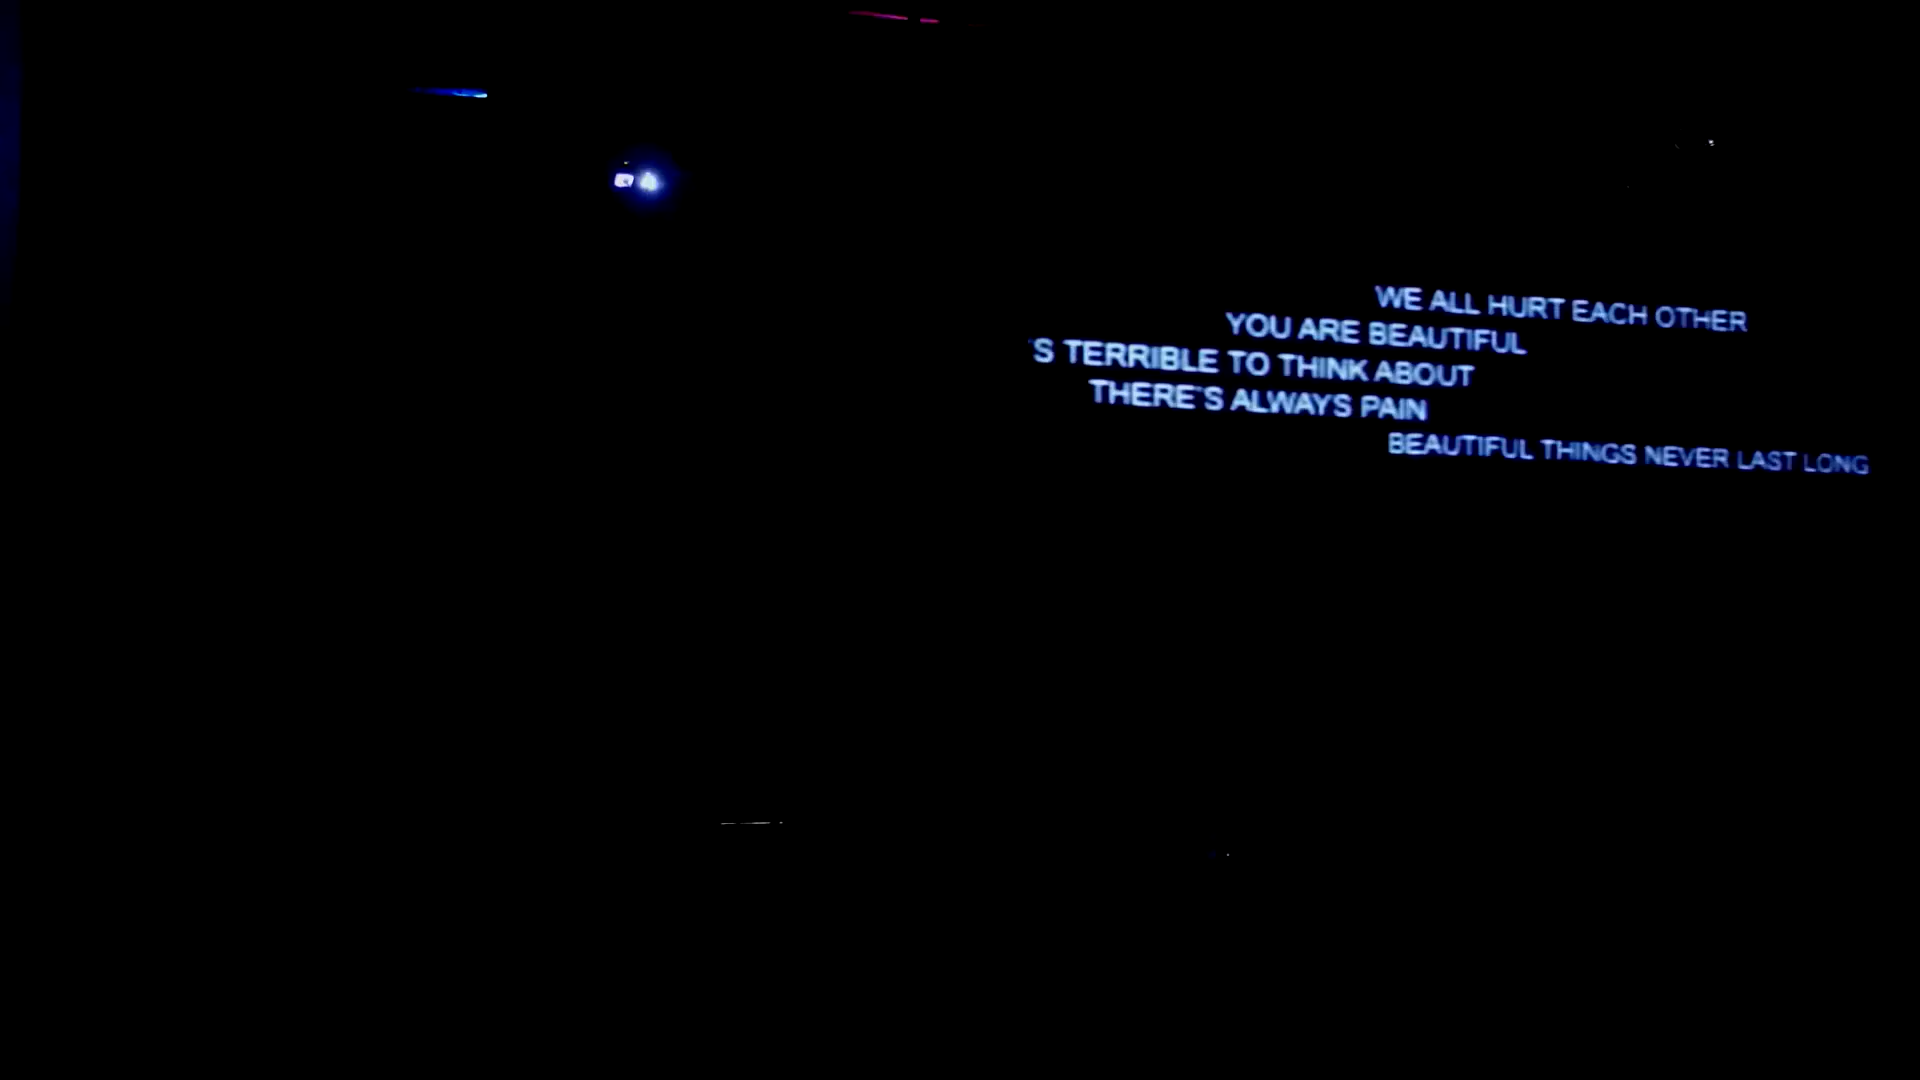 WE ALL HURT EACH OTHER
YOU ARE BEAUTIFUL
'S TERRIBLE TO THINK ABOUT
THERE'S ALWAYS PAIN
BEAUTIFUL THINGS NEVER LAST LONG